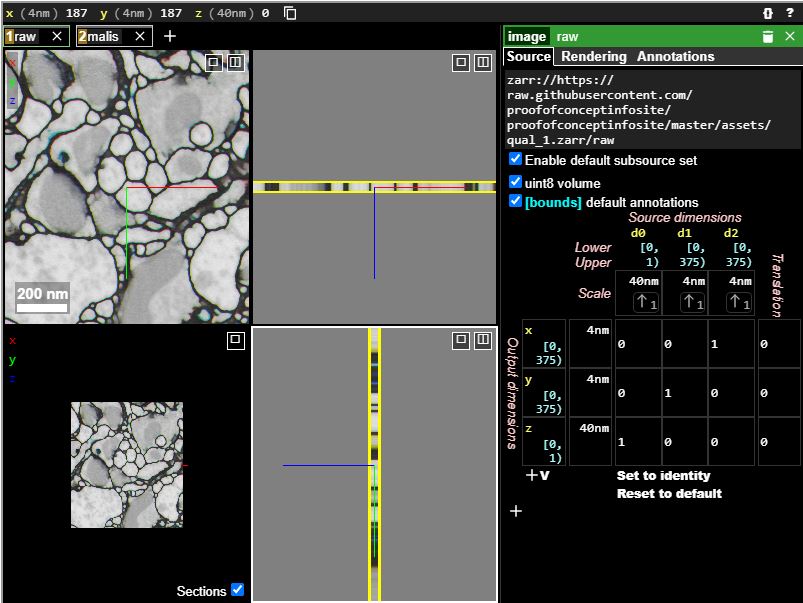 x (4nm) 187 y (4nm) 187 z (40nm) 0
1 raw
2 malis
x
y
z
200 nm
x
y
z
Sections
image raw
Source Rendering Annotations
zarr://https://
raw.githubusercontent.com/
proofofconceptinfosite/
proofofconceptinfosite/master/assets/
qual_1.zarr/raw
Enable default subsource set
uint8 volume
[bounds] default annotations
Source dimensions
d0 d1 d2
Lower [0, [0, [0,
Upper 1) 375) 375)
Translation
Scale 40nm 4nm 4nm
↑1 ↑1 ↑1
Output dimensions
x 4nm
[0, 0 0 1 0
375)
y 4nm
[0, 0 1 0 0
375)
z 40nm
[0, 1 0 0 0
1)
+V Set to identity
Reset to default
+